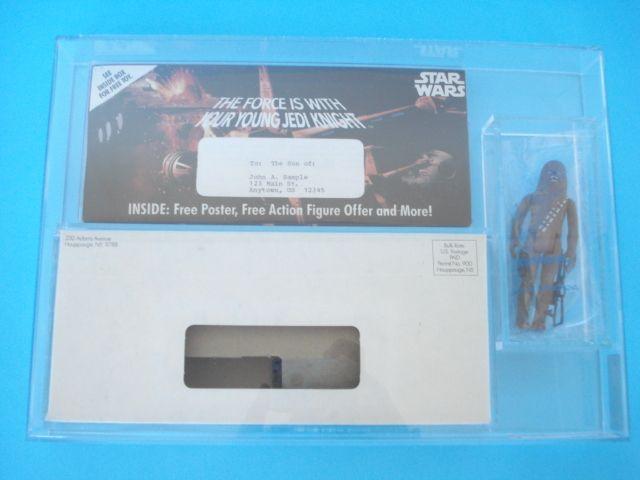 SEE
INSIDE BOX
FOR FREE TOY.
STAR
WARS
THE FORCE IS WITH
YOUR YOUNG JEDI KNIGHT
To: The Son of:
John A. Sample
123 Main St.
Anytown, US 12345
INSIDE: Free Poster, Free Action Figure Offer and More!
Adams Avenue
Hauppauge, NY
Bulk Rate
U.S. Postage
PAID
Permit No. 900
Hauppauge, NY